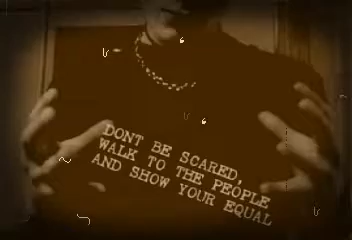 DONT BE SCARED,
WALK TO THE PEOPLE
AND SHOW YOUR EQUAL